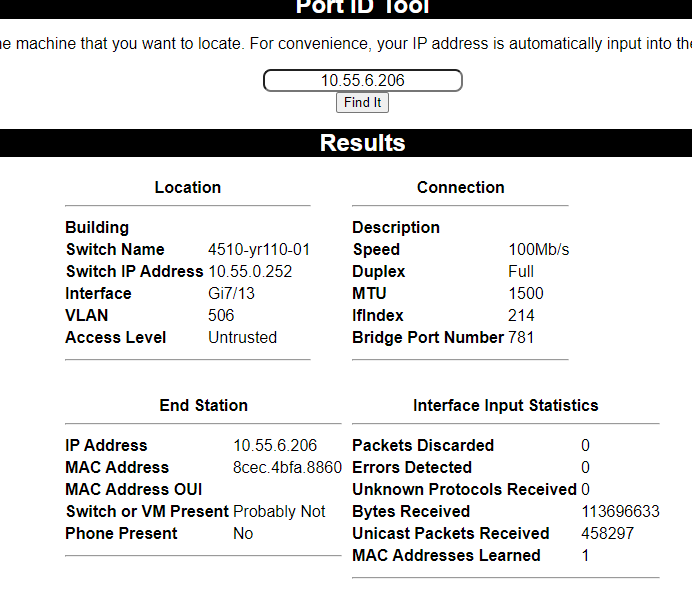 Port ID Tool
machine that you want to locate. For convenience, your IP address is automatically input into
10.55.6.206
Find It
Results
Location
Building
Switch Name 4510-yr110-01
Switch IP Address 10.55.0.252
Interface Gi7/13
VLAN 506
Access Level Untrusted
Connection
Description
Speed 100Mb/s
Duplex Full
MTU 1500
IfIndex 214
Bridge Port Number 781
End Station
IP Address 10.55.6.206
MAC Address 8cec.4bfa.8860
MAC Address OUI
Switch or VM Present Probably Not
Phone Present No
Interface Input Statistics
Packets Discarded 0
Errors Detected 0
Unknown Protocols Received 0
Bytes Received 113696633
Unicast Packets Received 458297
MAC Addresses Learned 1